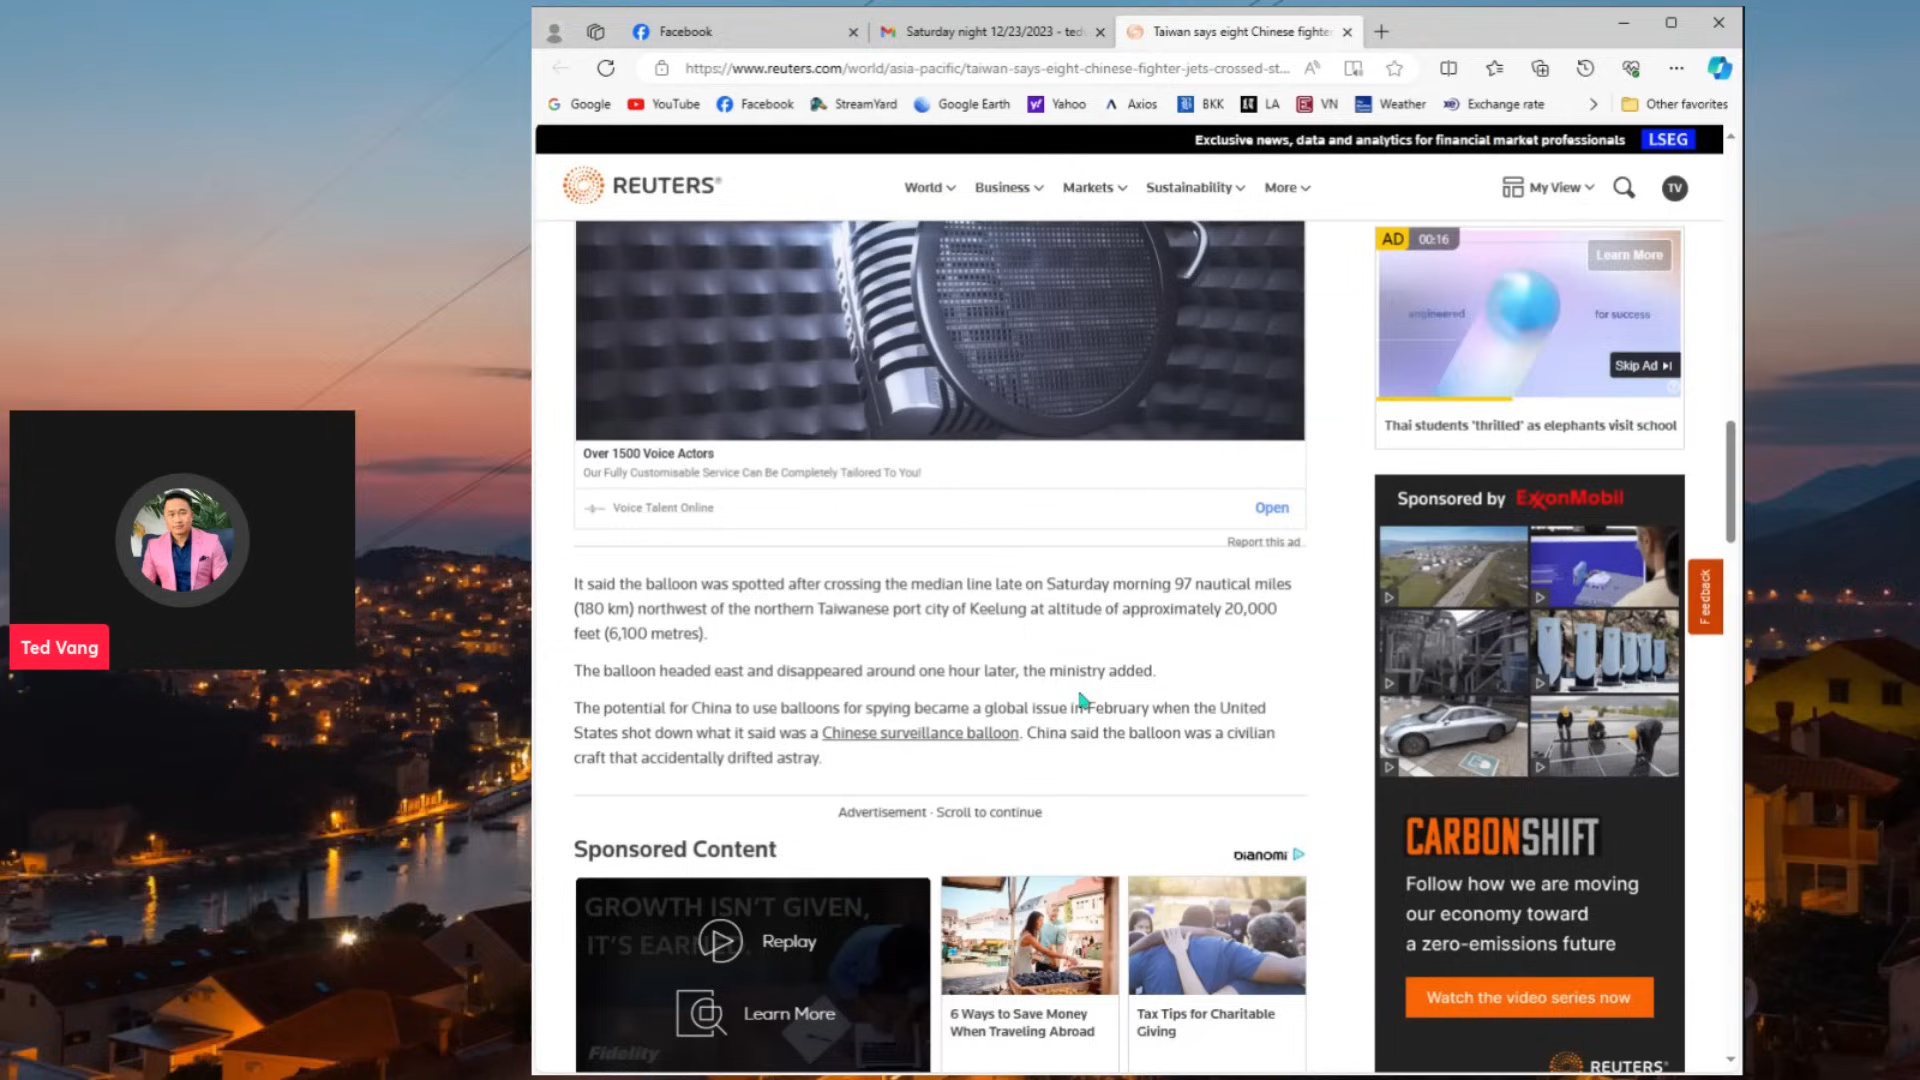 Facebook
Saturday night 12/23/2023 - ted
Taiwan says eight Chinese fighte
https://www.reuters.com/world/asia-pacific/taiwan-says-eight-chinese-fighter-jets-crossed-st...
Google
YouTube
Facebook
StreamYard
Google Earth
Yahoo
Axios
BKK
LA
VN
Weather
Exchange rate
Other favorites
Exclusive news, data and analytics for financial market professionals
LSEG
REUTERS®
World
Business
Markets
Sustainability
More
My View
TV
AD 00:16
Learn More
engineered
for success
Skip Ad
Thai students 'thrilled' as elephants visit school
Over 1500 Voice Actors
Our Fully Customisable Service Can Be Completely Tailored To You!
Voice Talent Online
Open
Report this ad
It said the balloon was spotted after crossing the median line late on Saturday morning 97 nautical miles
(180 km) northwest of the northern Taiwanese port city of Keelung at altitude of approximately 20,000
feet (6,100 metres).
The balloon headed east and disappeared around one hour later, the ministry added.
The potential for China to use balloons for spying became a global issue in February when the United
States shot down what it said was a Chinese surveillance balloon. China said the balloon was a civilian
craft that accidentally drifted astray.
Advertisement · Scroll to continue
Sponsored Content
Dianomi
GROWTH ISN'T GIVEN,
Replay
Learn More
Fidelity
6 Ways to Save Money
When Traveling Abroad
Tax Tips for Charitable
Giving
Sponsored by ExxonMobil
Feedback
CARBONSHIFT
Follow how we are moving
our economy toward
a zero-emissions future
Watch the video series now
REUTERS®
Ted Vang